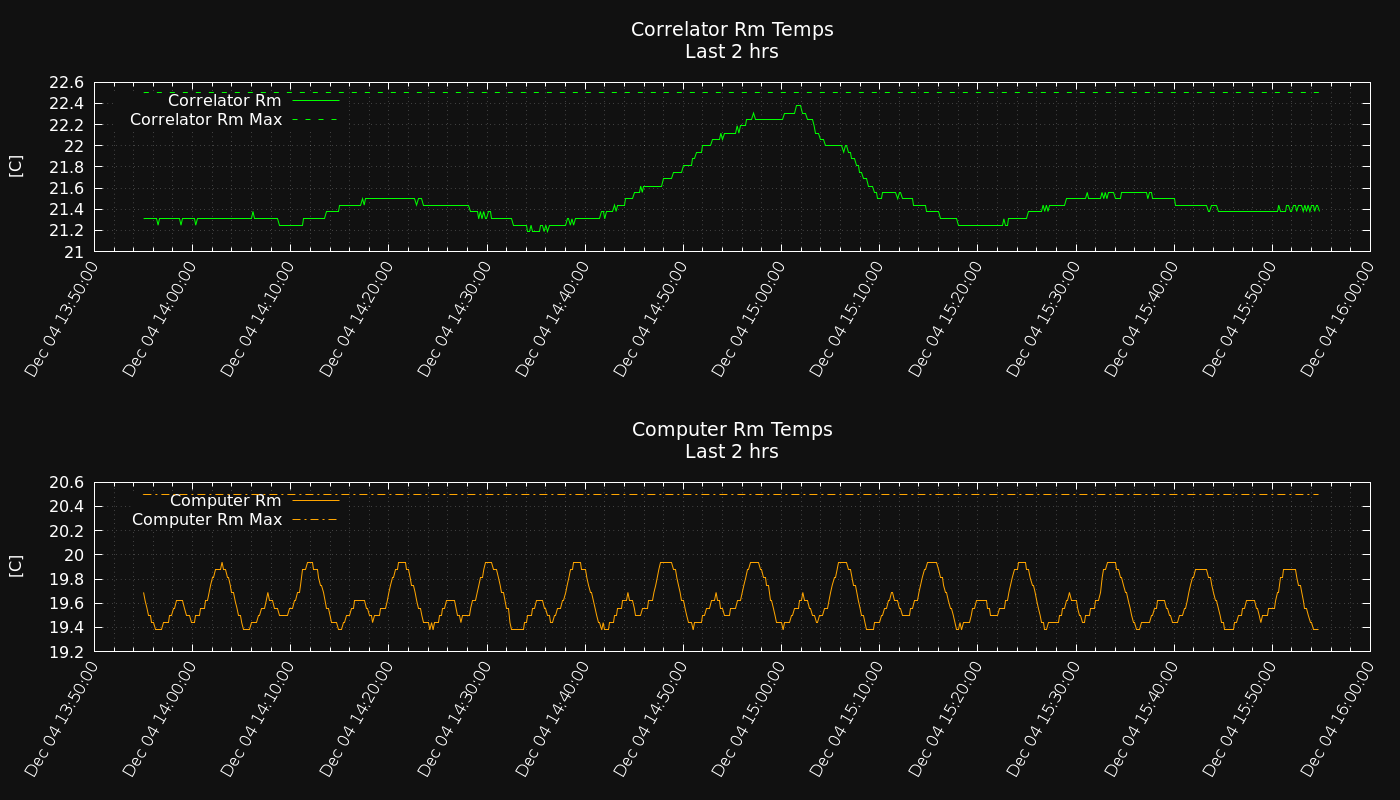 Correlator Rm Temps
Last 2 hrs
22.6
22.4
22.2
22
21.8
21.6
21.4
21.2
21
[C]
Correlator Rm
Correlator Rm Max
Dec 04 13:50:00
Dec 04 14:00:00
Dec 04 14:10:00
Dec 04 14:20:00
Dec 04 14:30:00
Dec 04 14:40:00
Dec 04 14:50:00
Dec 04 15:00:00
Dec 04 15:10:00
Dec 04 15:20:00
Dec 04 15:30:00
Dec 04 15:40:00
Dec 04 15:50:00
Dec 04 16:00:00
Computer Rm Temps
Last 2 hrs
20.6
20.4
20.2
20
19.8
19.6
19.4
19.2
[C]
Computer Rm
Computer Rm Max
Dec 04 13:50:00
Dec 04 14:00:00
Dec 04 14:10:00
Dec 04 14:20:00
Dec 04 14:30:00
Dec 04 14:40:00
Dec 04 14:50:00
Dec 04 15:00:00
Dec 04 15:10:00
Dec 04 15:20:00
Dec 04 15:30:00
Dec 04 15:40:00
Dec 04 15:50:00
Dec 04 16:00:00